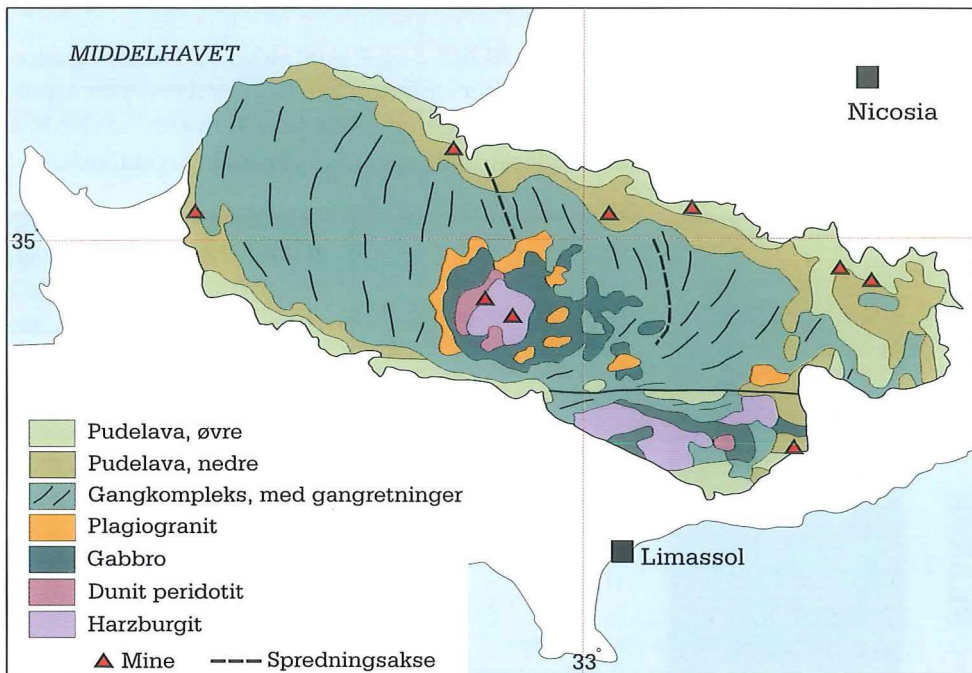 MIDDELHAVET
Nicosia
35
Pudelava, øvre
Pudelava, nedre
Gangkompleks, med gangretninger
Plagiogranit
Gabbro
Dunit peridotit
Harzburgit
Mine
Spredningsakse
Limassol
33